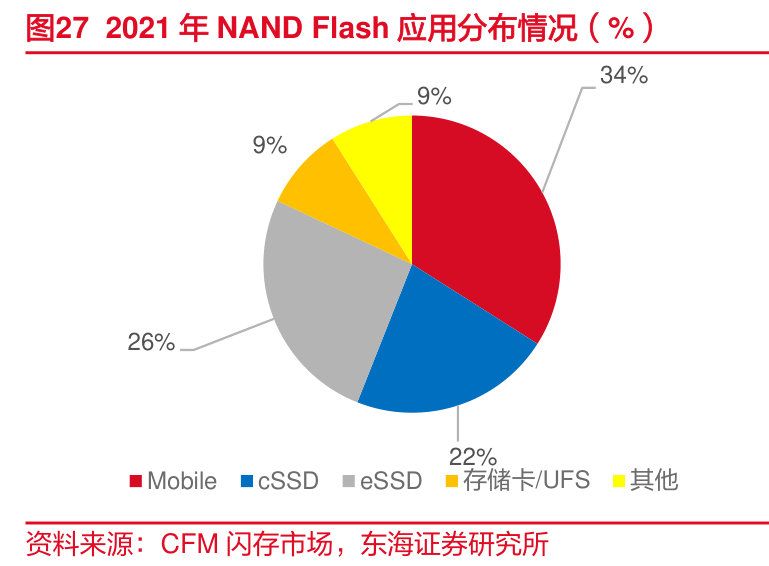 图27 2021 年 NAND Flash 应用分布情况（%）
9%
34%
9%
26%
22%
Mobile cSSD eSSD 存储卡/UFS 其他
资料来源：CFM 闪存市场，东海证券研究所